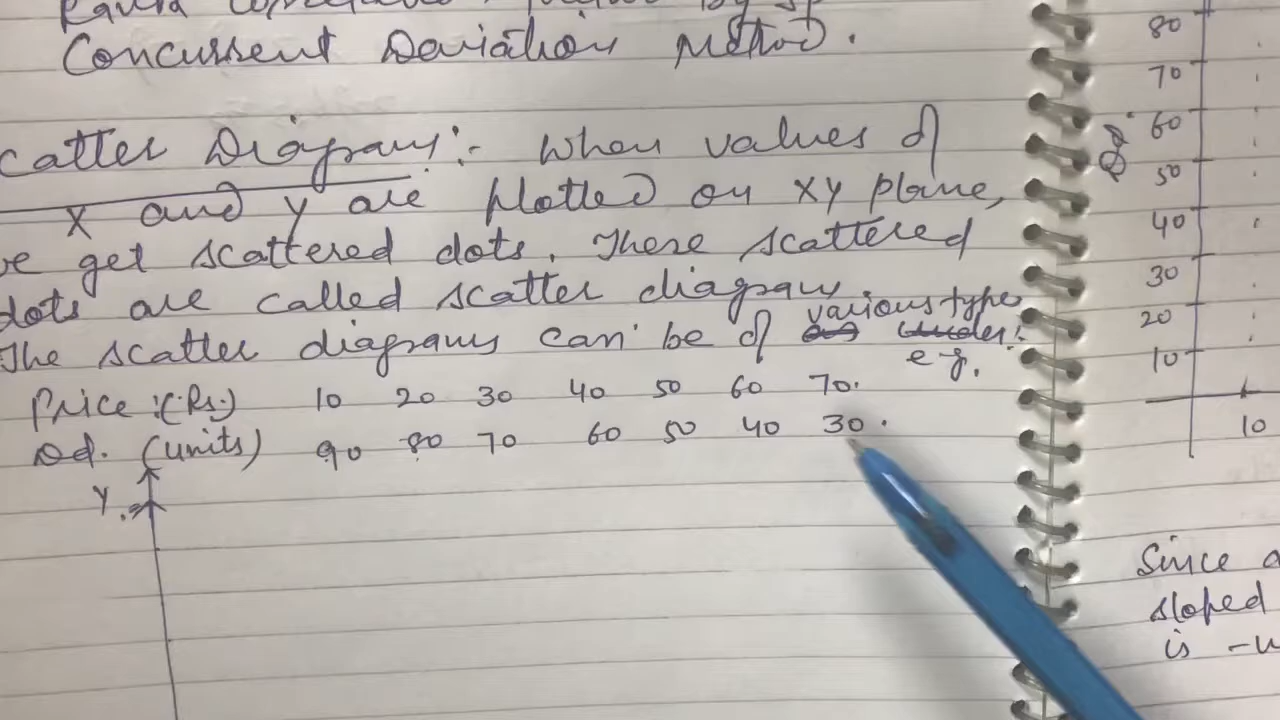 Concurrent Deviation Method.
catter Diagram:- When values of
X and Y are plotted on XY plane,
we get scattered dots. These scattered
dots are called scatter diagram.
The scatter diagrams can be of various types
e.g.
Price :(Rs.) 10 20 30 40 50 60 70.
Qd. (units) 90 80 70 60 50 40 30.
Y
80
70
60
Qd.
50
40
30
20
10
10
Since
sloped
is -